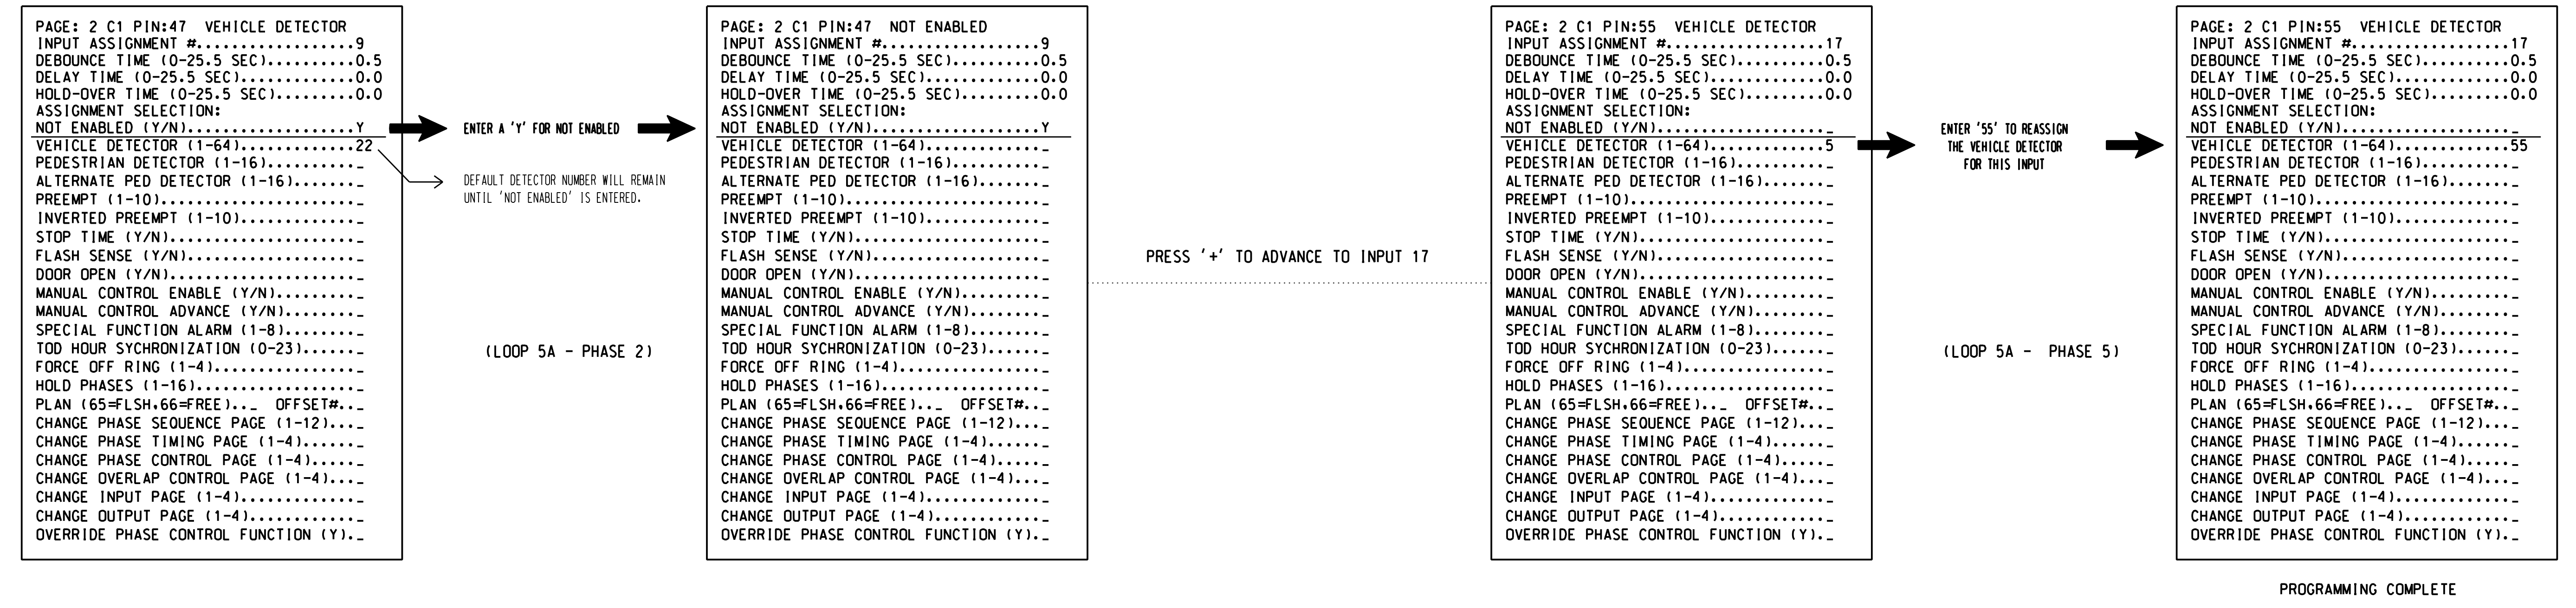 PAGE: 2 C1 PIN:47 VEHICLE DETECTOR
INPUT ASSIGNMENT #..................9
DEBOUNCE TIME (0-25.5 SEC).........0.5
DELAY TIME (0-25.5 SEC)............0.0
HOLD-OVER TIME (0-25.5 SEC)........0.0
ASSIGNMENT SELECTION:
NOT ENABLED (Y/N)...................Y
VEHICLE DETECTOR (1-64)............22
PEDESTRIAN DETECTOR (1-16)........._
ALTERNATE PED DETECTOR (1-16)......._
PREEMPT (1-10)......................_
INVERTED PREEMPT (1-10)............._
STOP TIME (Y/N)....................._
FLASH SENSE (Y/N)..................._
DOOR OPEN (Y/N)....................._
MANUAL CONTROL ENABLE (Y/N)........._
MANUAL CONTROL ADVANCE (Y/N)........_
SPECIAL FUNCTION ALARM (1-8)........_
TOD HOUR SYCHRONIZATION (0-23)......_
FORCE OFF RING (1-4)................_
HOLD PHASES (1-16).................._
PLAN (65=FLSH,66=FREE).._ OFFSET#.._
CHANGE PHASE SEQUENCE PAGE (1-12)..._
CHANGE PHASE TIMING PAGE (1-4)......_
CHANGE PHASE CONTROL PAGE (1-4)....._
CHANGE OVERLAP CONTROL PAGE (1-4)..._
CHANGE INPUT PAGE (1-4)............._
CHANGE OUTPUT PAGE (1-4)............_
OVERRIDE PHASE CONTROL FUNCTION (Y)._
ENTER A 'Y' FOR NOT ENABLED
DEFAULT DETECTOR NUMBER WILL REMAIN
UNTIL 'NOT ENABLED' IS ENTERED.
(LOOP 5A - PHASE 2)
PAGE: 2 C1 PIN:47 NOT ENABLED
INPUT ASSIGNMENT #..................9
DEBOUNCE TIME (0-25.5 SEC).........0.5
DELAY TIME (0-25.5 SEC)............0.0
HOLD-OVER TIME (0-25.5 SEC)........0.0
ASSIGNMENT SELECTION:
NOT ENABLED (Y/N)...................Y
VEHICLE DETECTOR (1-64)............._
PEDESTRIAN DETECTOR (1-16).........._
ALTERNATE PED DETECTOR (1-16)......._
PREEMPT (1-10)......................_
INVERTED PREEMPT (1-10)............._
STOP TIME (Y/N)....................._
FLASH SENSE (Y/N)..................._
DOOR OPEN (Y/N)....................._
MANUAL CONTROL ENABLE (Y/N)........._
MANUAL CONTROL ADVANCE (Y/N)........_
SPECIAL FUNCTION ALARM (1-8)........_
TOD HOUR SYCHRONIZATION (0-23)......_
FORCE OFF RING (1-4)................_
HOLD PHASES (1-16).................._
PLAN (65=FLSH,66=FREE).._ OFFSET#.._
CHANGE PHASE SEQUENCE PAGE (1-12)..._
CHANGE PHASE TIMING PAGE (1-4)......_
CHANGE PHASE CONTROL PAGE (1-4)....._
CHANGE OVERLAP CONTROL PAGE (1-4)..._
CHANGE INPUT PAGE (1-4)............._
CHANGE OUTPUT PAGE (1-4)............_
OVERRIDE PHASE CONTROL FUNCTION (Y)._
PRESS '+' TO ADVANCE TO INPUT 17
PAGE: 2 C1 PIN:55 VEHICLE DETECTOR
INPUT ASSIGNMENT #..................17
DEBOUNCE TIME (0-25.5 SEC).........0.5
DELAY TIME (0-25.5 SEC)............0.0
HOLD-OVER TIME (0-25.5 SEC)........0.0
ASSIGNMENT SELECTION:
NOT ENABLED (Y/N)..................._
VEHICLE DETECTOR (1-64).............5
PEDESTRIAN DETECTOR (1-16).........._
ALTERNATE PED DETECTOR (1-16)......._
PREEMPT (1-10)......................_
INVERTED PREEMPT (1-10)............._
STOP TIME (Y/N)....................._
FLASH SENSE (Y/N)..................._
DOOR OPEN (Y/N)....................._
MANUAL CONTROL ENABLE (Y/N)........._
MANUAL CONTROL ADVANCE (Y/N)........_
SPECIAL FUNCTION ALARM (1-8)........_
TOD HOUR SYCHRONIZATION (0-23)......_
FORCE OFF RING (1-4)................_
HOLD PHASES (1-16).................._
PLAN (65=FLSH,66=FREE).._ OFFSET#.._
CHANGE PHASE SEQUENCE PAGE (1-12)..._
CHANGE PHASE TIMING PAGE (1-4)......_
CHANGE PHASE CONTROL PAGE (1-4)....._
CHANGE OVERLAP CONTROL PAGE (1-4)..._
CHANGE INPUT PAGE (1-4)............._
CHANGE OUTPUT PAGE (1-4)............_
OVERRIDE PHASE CONTROL FUNCTION (Y)._
ENTER '55' TO REASSIGN
THE VEHICLE DETECTOR
FOR THIS INPUT
(LOOP 5A - PHASE 5)
PAGE: 2 C1 PIN:55 VEHICLE DETECTOR
INPUT ASSIGNMENT #..................17
DEBOUNCE TIME (0-25.5 SEC).........0.5
DELAY TIME (0-25.5 SEC)............0.0
HOLD-OVER TIME (0-25.5 SEC)........0.0
ASSIGNMENT SELECTION:
NOT ENABLED (Y/N)..................._
VEHICLE DETECTOR (1-64)............55
PEDESTRIAN DETECTOR (1-16).........._
ALTERNATE PED DETECTOR (1-16)......._
PREEMPT (1-10)......................_
INVERTED PREEMPT (1-10)............._
STOP TIME (Y/N)....................._
FLASH SENSE (Y/N)..................._
DOOR OPEN (Y/N)....................._
MANUAL CONTROL ENABLE (Y/N)........._
MANUAL CONTROL ADVANCE (Y/N)........_
SPECIAL FUNCTION ALARM (1-8)........_
TOD HOUR SYCHRONIZATION (0-23)......_
FORCE OFF RING (1-4)................_
HOLD PHASES (1-16).................._
PLAN (65=FLSH,66=FREE).._ OFFSET#.._
CHANGE PHASE SEQUENCE PAGE (1-12)..._
CHANGE PHASE TIMING PAGE (1-4)......_
CHANGE PHASE CONTROL PAGE (1-4)....._
CHANGE OVERLAP CONTROL PAGE (1-4)..._
CHANGE INPUT PAGE (1-4)............._
CHANGE OUTPUT PAGE (1-4)............_
OVERRIDE PHASE CONTROL FUNCTION (Y)._
PROGRAMMING COMPLETE